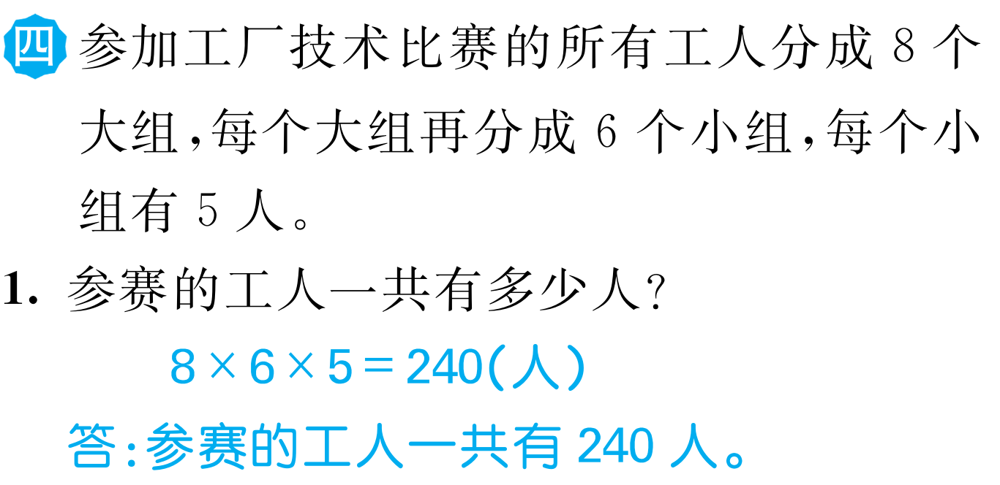 四 参加工厂技术比赛的所有工人分成 8 个
大组,每个大组再分成 6 个小组,每个小
组有 5 人。
1. 参赛的工人一共有多少人?
8×6×5=240(人)
答:参赛的工人一共有 240 人。